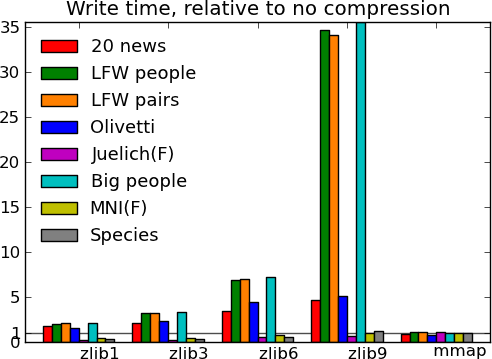 Write time, relative to no compression
35
30
25
20
15
10
5
1
0
20 news
LFW people
LFW pairs
Olivetti
Juelich(F)
Big people
MNI(F)
Species
zlib1 zlib3 zlib6 zlib9 mmap